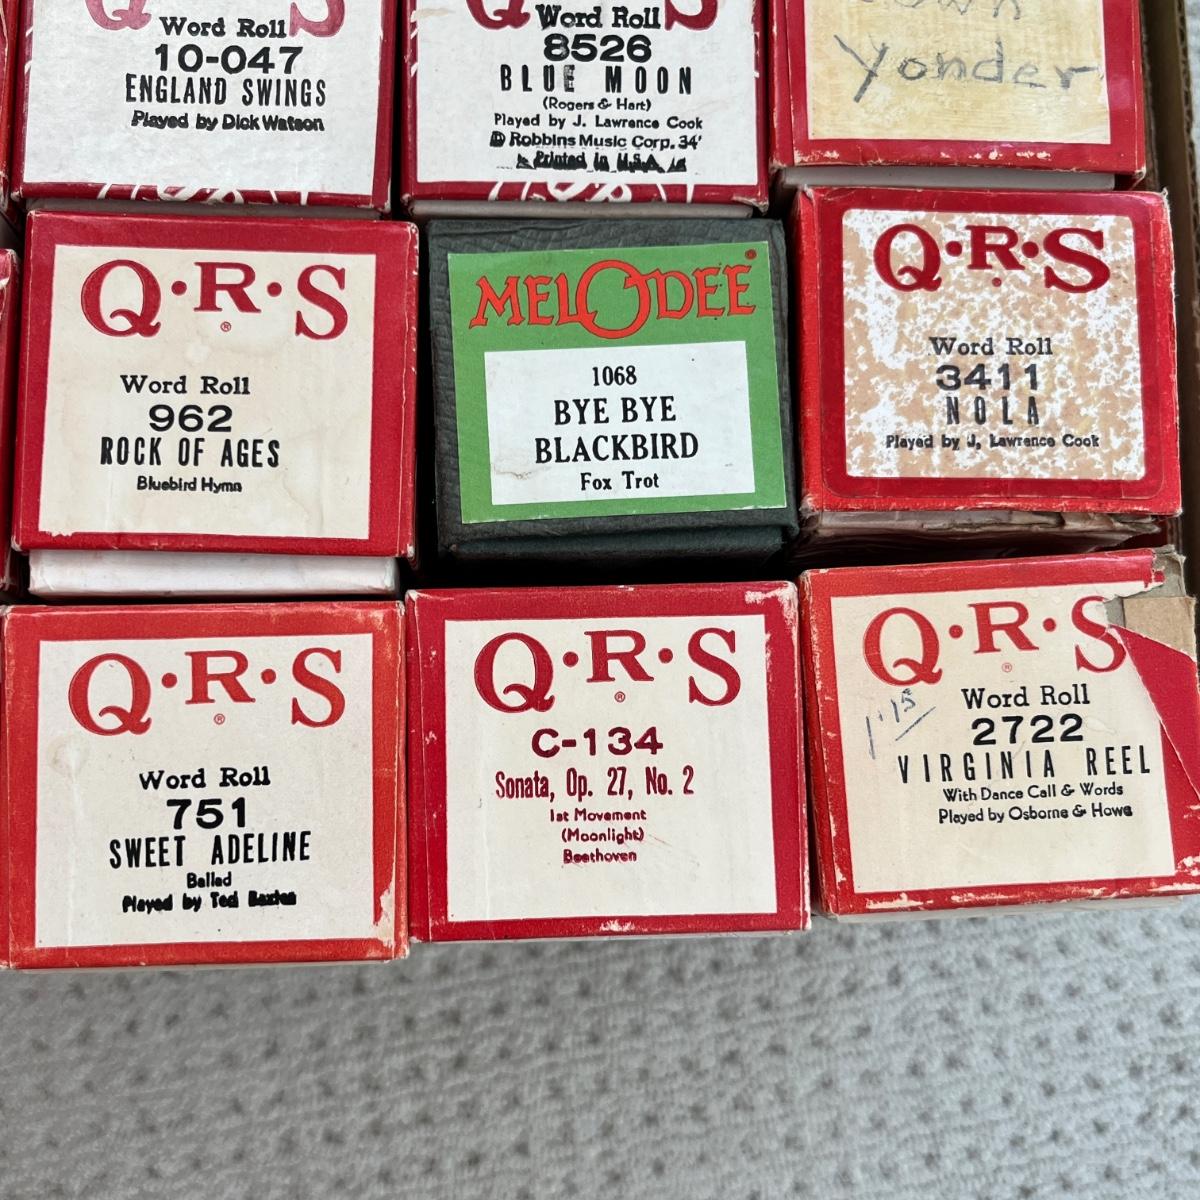 Q R S
Word Roll
10-047
ENGLAND SWINGS
Played by Dick Watson
Q S
Word Roll
8526
BLUE MOON
(Rogers & Hart)
Played by J. Lawrence Cook
Robbins Music Corp. 34'
Printed in U.S.A.
Yonder
Q·R·S
®
Word Roll
962
ROCK OF AGES
Bluebird Hymn
MELODEE
1068
BYE BYE
BLACKBIRD
Fox Trot
Q·R·S
Word Roll
3411
NOLA
Played by J. Lawrence Cook
Q·R·S
®
Word Roll
751
SWEET ADELINE
Ballad
Played by Ted Baxter
Q·R·S
®
C-134
Sonata, Op. 27, No. 2
1st Movement
(Moonlight)
Beethoven
Q·R·S
®
1.15
Word Roll
2722
VIRGINIA REEL
With Dance Call & Words
Played by Osborne & Howe